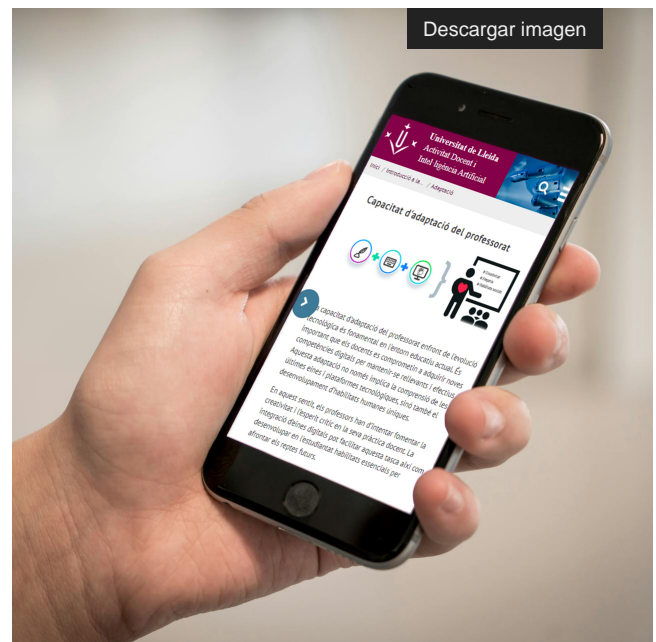 Descargar imagen
Universitat de Lleida
Activitat Docent i
Intel·ligència Artificial
Inici / Introducció a la... / Adaptació
Capacitat d'adaptació del professorat
capacitat d'adaptació del professorat enfront de l'evolució
tecnològica és fonamental en l'entorn educatiu actual. És
important que els docents es comprometin a adquirir noves
competències digitals per mantenir-se rellevants i efectius.
Aquesta adaptació no només implica la comprensió de les
últimes eines i plataformes tecnològiques, sinó també el
desenvolupament d'habilitats humanes úniques.
En aquest sentit, els professors han d'intentar fomentar la
creativitat i l'esperit crític en la seva pràctica docent. La
integració d'eines digitals pot facilitar aquesta tasca així com
desenvolupar en l'estudiantat habilitats essencials per
afrontar els reptes futurs.